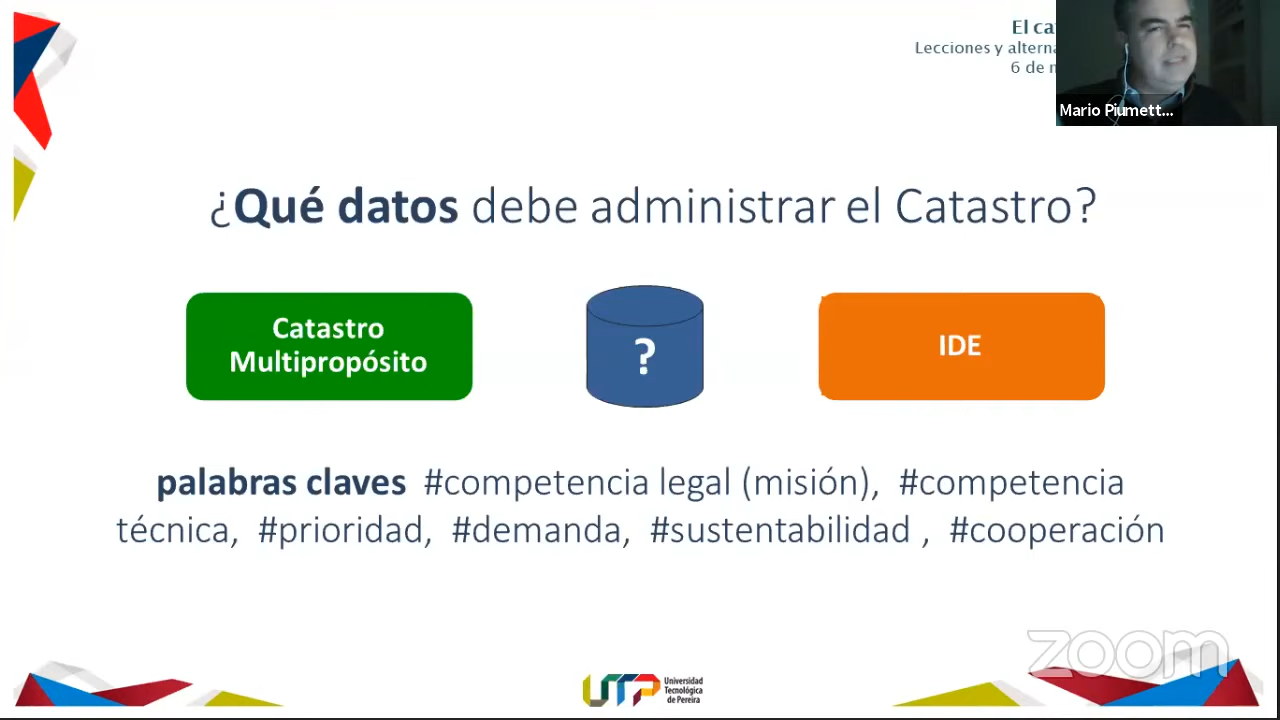 El ca
Lecciones y alterna
6 de m
Mario Piumett...
¿Qué datos debe administrar el Catastro?
Catastro
Multipropósito
?
IDE
palabras claves #competencia legal (misión), #competencia
técnica, #prioridad, #demanda, #sustentabilidad , #cooperación
zoom
UTP
Universidad
Tecnológica
de Pereira